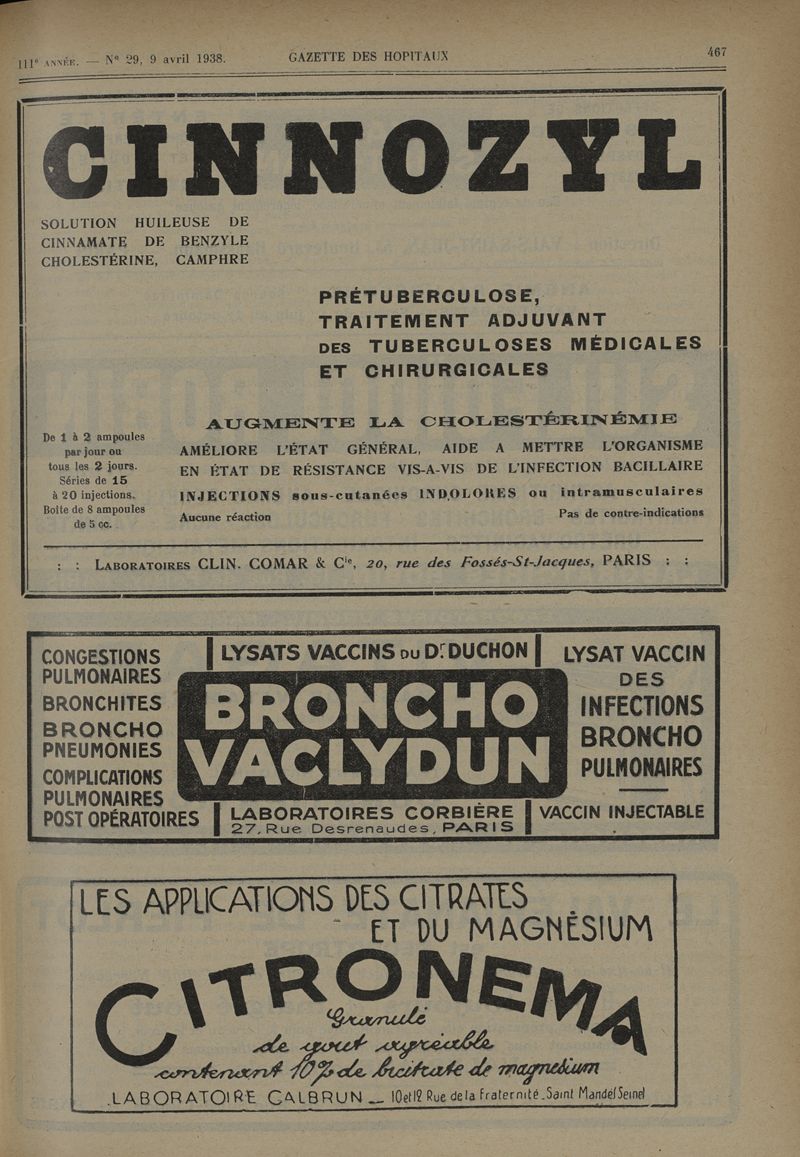 111e ANNÉE. — N° 29, 9 avril 1938. GAZETTE DES HOPITAUX 467
CINNOZYL
SOLUTION HUILEUSE DE
CINNAMATE DE BENZYLE
CHOLESTÉRINE, CAMPHRE
PRÉTUBERCULOSE,
TRAITEMENT ADJUVANT
DES TUBERCULOSES MÉDICALES
ET CHIRURGICALES
De 1 à 2 ampoules
par jour ou
tous les 2 jours.
Séries de 15
à 20 injections.
Boîte de 8 ampoules
de 5 cc.
AUGMENTE LA CHOLESTÉRINÉMIE
AMÉLIORE L'ÉTAT GÉNÉRAL, AIDE A METTRE L'ORGANISME
EN ÉTAT DE RÉSISTANCE VIS-A-VIS DE L'INFECTION BACILLAIRE
INJECTIONS sous-cutanées INDOLORES ou intramusculaires
Aucune réaction Pas de contre-indications
: : LABORATOIRES CLIN. COMAR & Cie, 20, rue des Fossés-St-Jacques, PARIS : :
CONGESTIONS
PULMONAIRES
BRONCHITES
BRONCHO
PNEUMONIES
COMPLICATIONS
PULMONAIRES
POST OPÉRATOIRES
LYSATS VACCINS DU Dr DUCHON
BRONCHO
VACLYDUN
LABORATOIRES CORBIÈRE
27, Rue Desrenaudes, PARIS
LYSAT VACCIN
DES
INFECTIONS
BRONCHO
PULMONAIRES
VACCIN INJECTABLE
LES APPLICATIONS DES CITRATES
ET DU MAGNÉSIUM
CITRONEMA
Granulé
de gout agréable
contenant 10% de bicitrate de magnesium
LABORATOIRE CALBRUN _ 10 et 12 Rue de la Fraternité _ Saint Mandé (Seine)